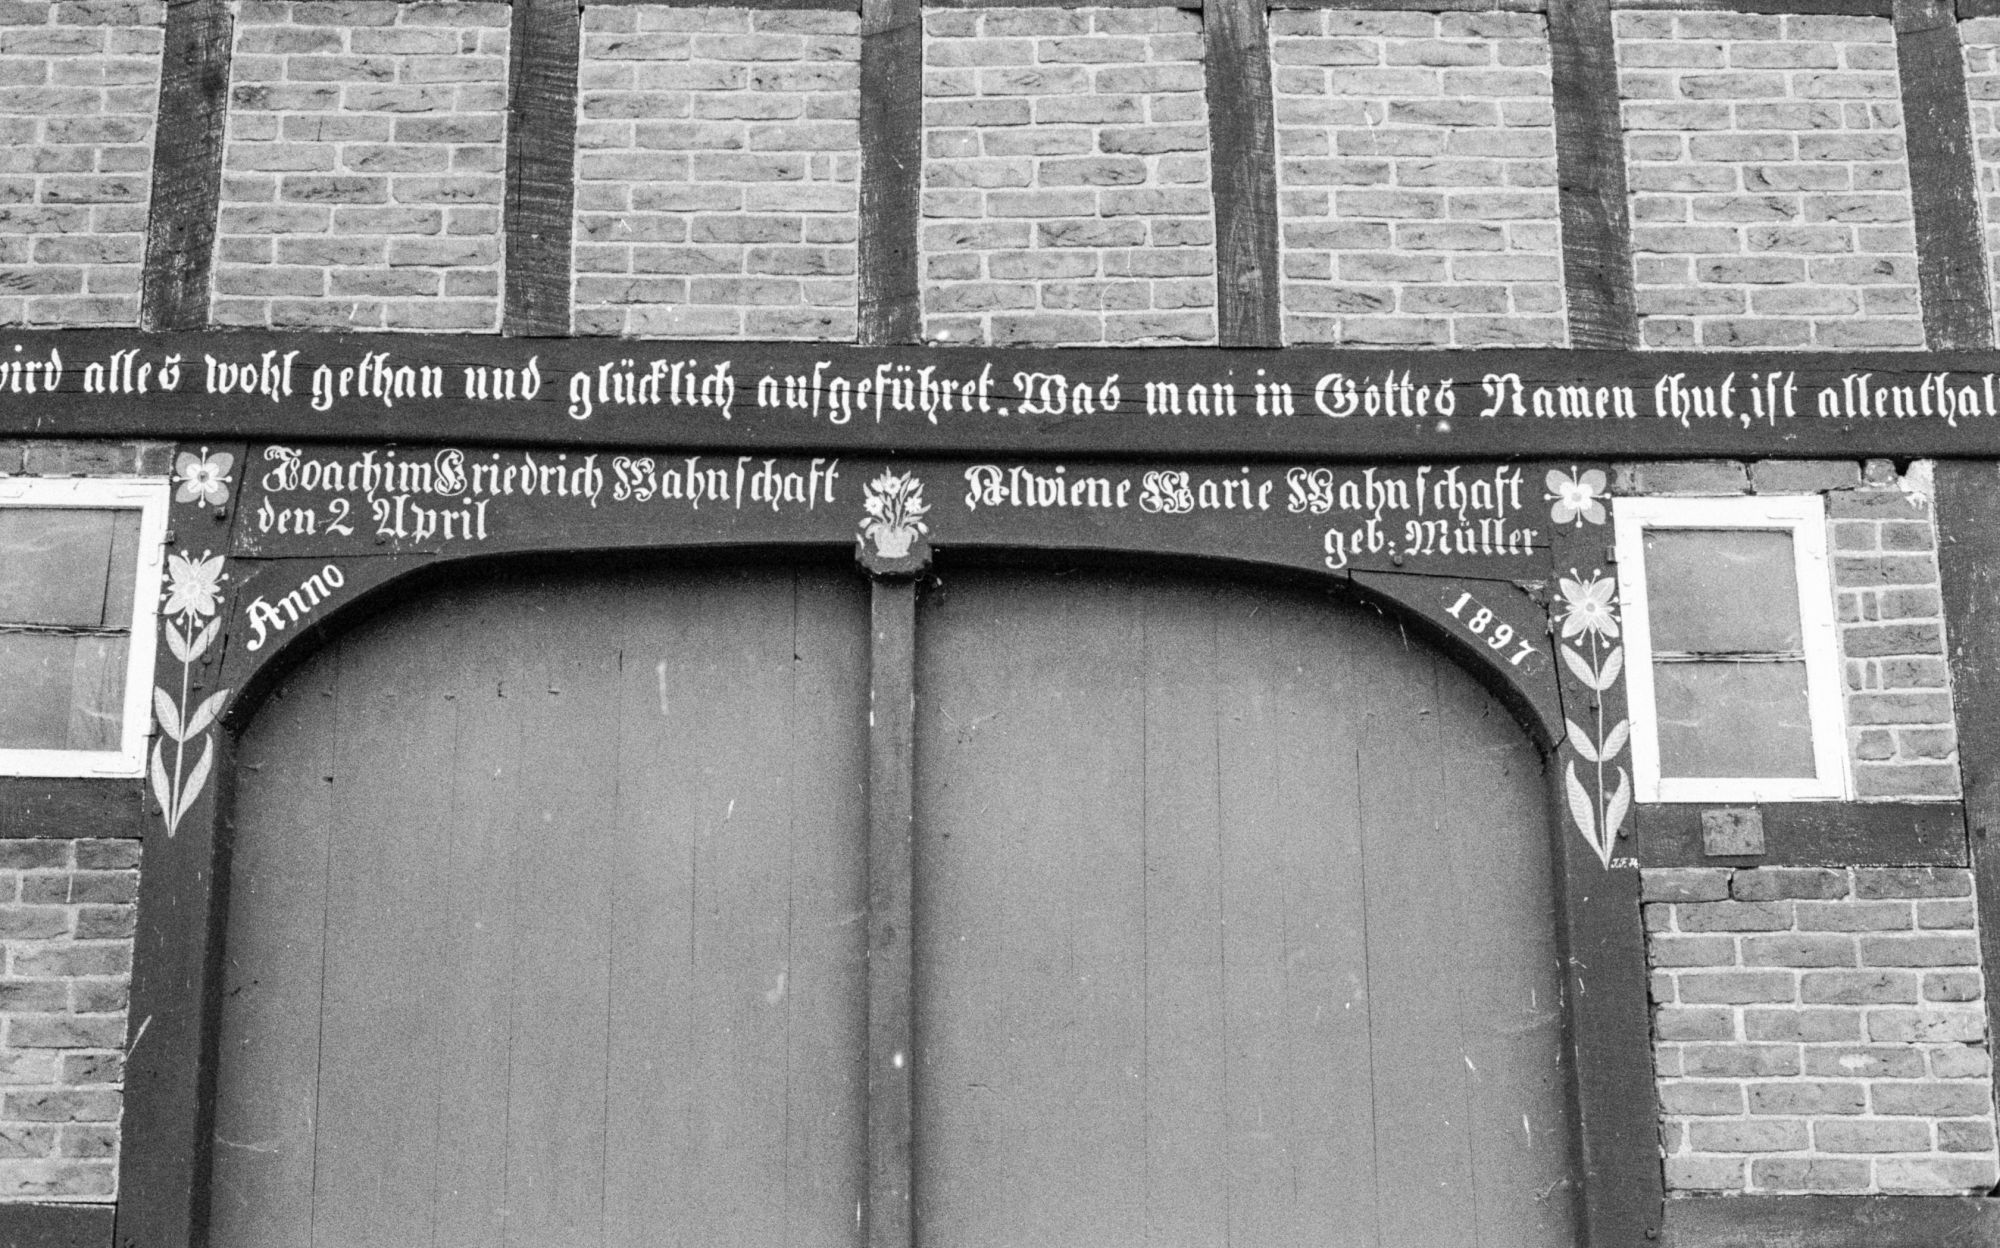 wird alles wohl gethan und glücklich ausgeführet. Was man in Gottes Namen thut, ist allenthal
Joachim Friedrich Wahnschaft
den 2 April
Alwiene Marie Wahnschaft
geb: Müller
Anno
1897